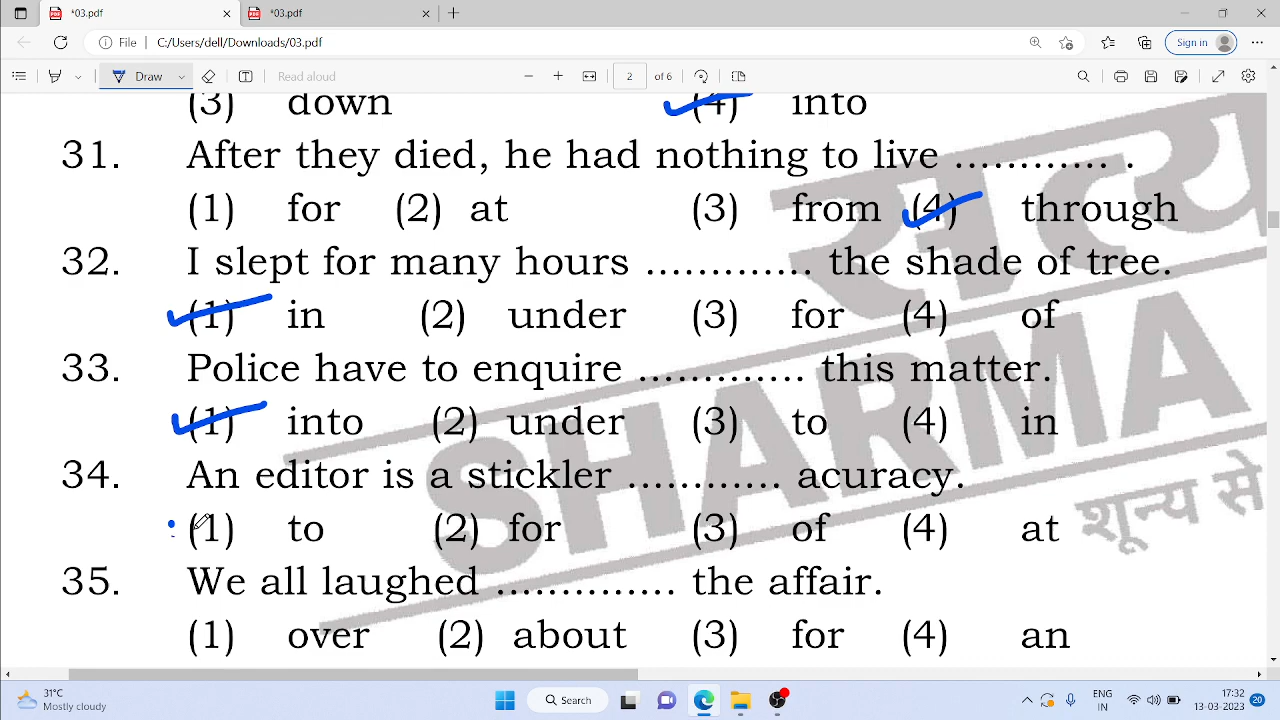 *03.pdf *03.pdf
File C:/Users/dell/Downloads/03.pdf Sign in
Draw Read aloud 2 of 6
(3) down (4) into
31. After they died, he had nothing to live ............ .
(1) for (2) at (3) from (4) through
32. I slept for many hours ............. the shade of tree.
(1) in (2) under (3) for (4) of
33. Police have to enquire ............. this matter.
(1) into (2) under (3) to (4) in
34. An editor is a stickler ............ acuracy.
(1) to (2) for (3) of (4) at
35. We all laughed .............. the affair.
(1) over (2) about (3) for (4) an
सत्य
SHARMA
शून्य से
31°C
Mostly cloudy
Search
ENG
IN
17:32
13-03-2023
20